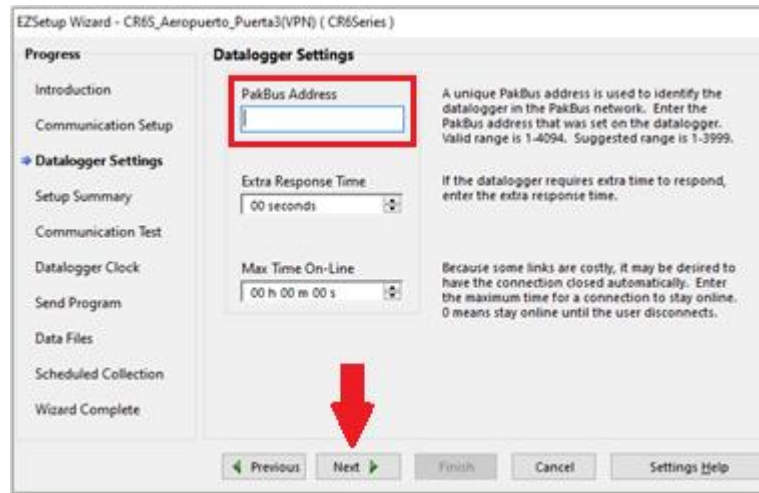 EZSetup Wizard - CR6S_Aeropuerto_Puerta3(VPN) ( CR6Series )
Progress
Introduction
Communication Setup
Datalogger Settings
Setup Summary
Communication Test
Datalogger Clock
Send Program
Data Files
Scheduled Collection
Wizard Complete
Datalogger Settings
PakBus Address
A unique PakBus address is used to identify the
datalogger in the PakBus network. Enter the
PakBus address that was set on the datalogger.
Valid range is 1-4094. Suggested range is 1-3999.
Extra Response Time
00 seconds
If the datalogger requires extra time to respond,
enter the extra response time.
Max Time On-Line
00 h 00 m 00 s
Because some links are costly, it may be desired to
have the connection closed automatically. Enter
the maximum time for a connection to stay online.
0 means stay online until the user disconnects.
Previous
Next
Finish
Cancel
Settings Help